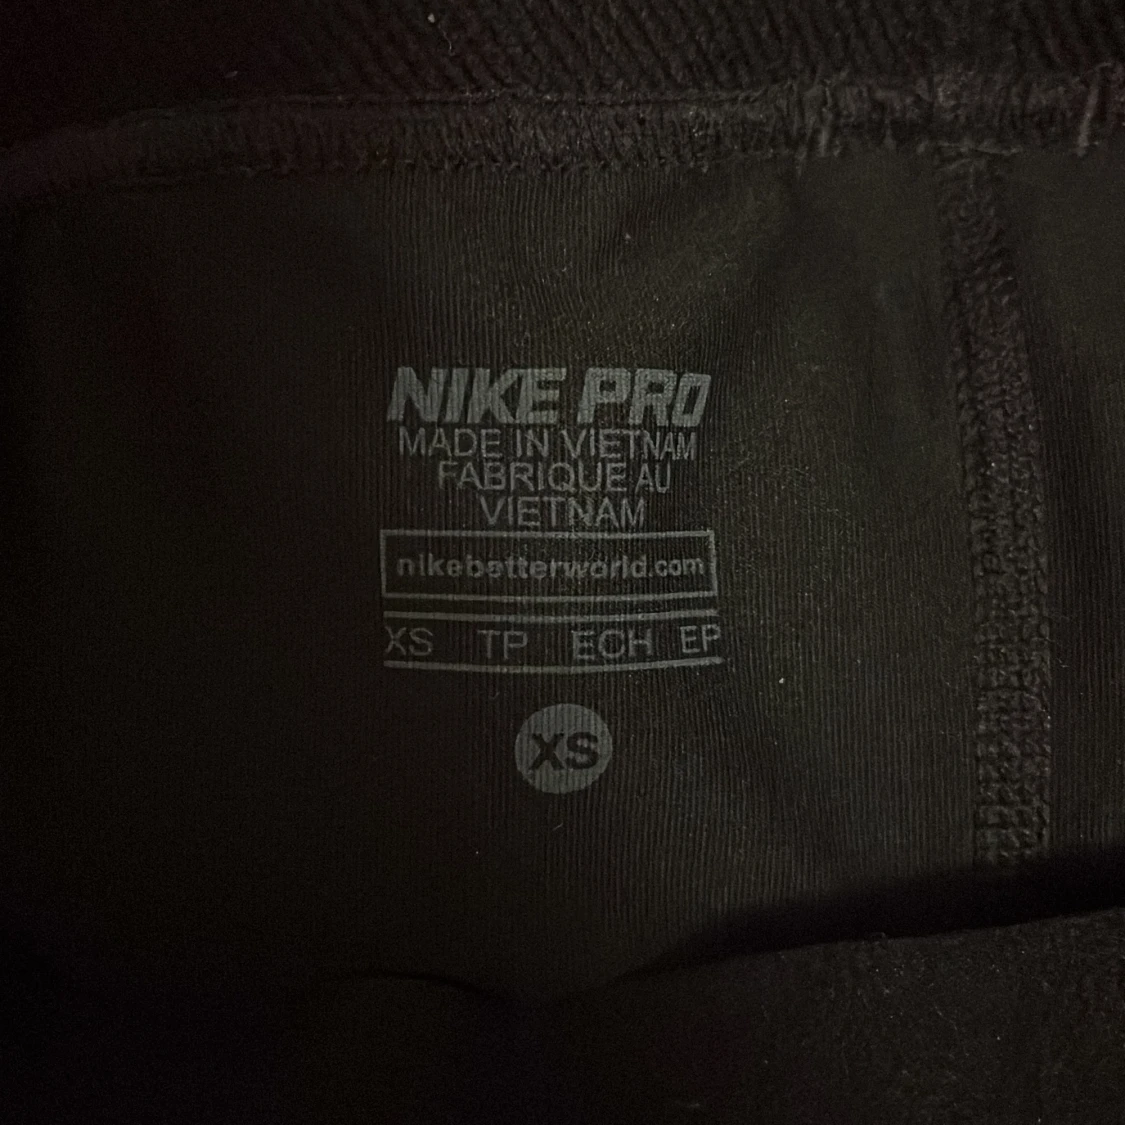 NIKE PRO
MADE IN VIETNAM
FABRIQUE AU
VIETNAM
nikebetterworld.com
XS TP ECH EP
XS